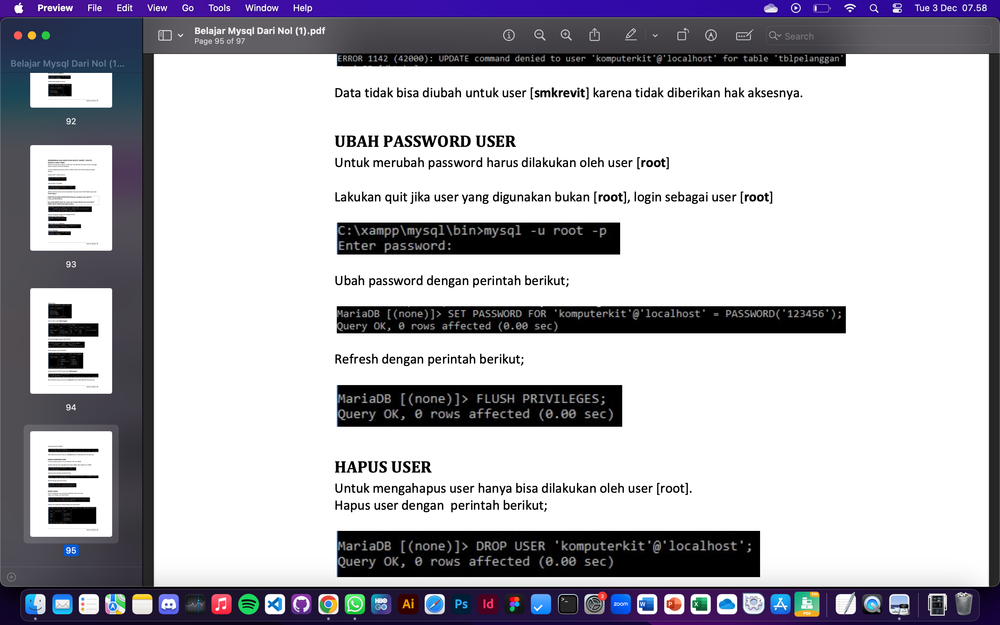 Preview File Edit View Go Tools Window Help
Tue 3 Dec 07.58
Belajar Mysql Dari Nol (1).pdf
Page 95 of 97
Search
Belajar Mysql Dari Nol (1...
92
93
94
95
ERROR 1142 (42000): UPDATE command denied to user 'komputerkit'@'localhost' for table 'tblpelanggan'
Data tidak bisa diubah untuk user [smkrevit] karena tidak diberikan hak aksesnya.
UBAH PASSWORD USER
Untuk merubah password harus dilakukan oleh user [root]
Lakukan quit jika user yang digunakan bukan [root], login sebagai user [root]
C:\xampp\mysql\bin>mysql -u root -p
Enter password:
Ubah password dengan perintah berikut;
MariaDB [(none)]> SET PASSWORD FOR 'komputerkit'@'localhost' = PASSWORD('123456');
Query OK, 0 rows affected (0.00 sec)
Refresh dengan perintah berikut;
MariaDB [(none)]> FLUSH PRIVILEGES;
Query OK, 0 rows affected (0.00 sec)
HAPUS USER
Untuk mengahapus user hanya bisa dilakukan oleh user [root].
Hapus user dengan  perintah berikut;
MariaDB [(none)]> DROP USER 'komputerkit'@'localhost';
Query OK, 0 rows affected (0.00 sec)
HBO GO
Ai
Ps
Id
2
zoom
W
P
X
PRO
POS